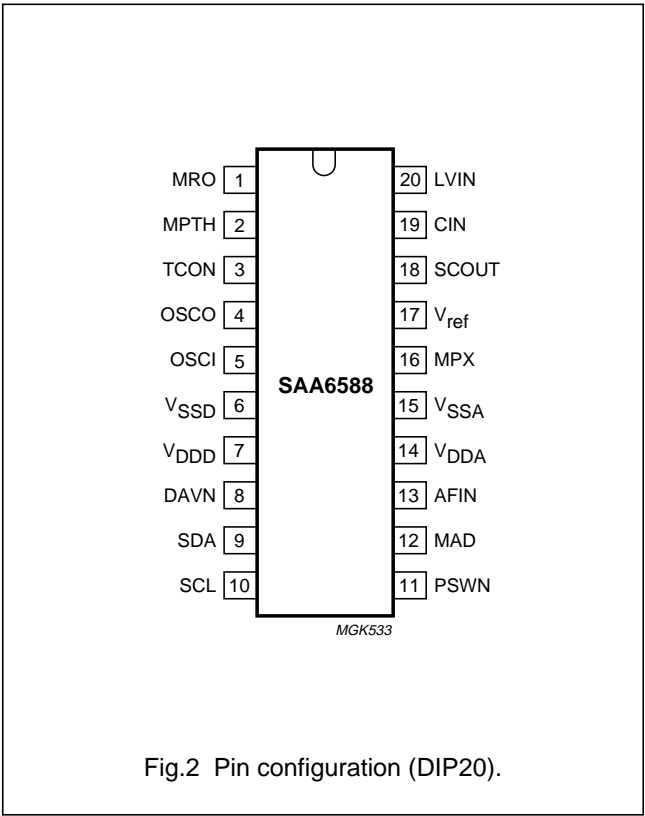 MRO 1 20 LVIN
MPTH 2 19 CIN
TCON 3 18 SCOUT
OSCO 4 17 Vref
OSCI 5 16 MPX
SAA6588
VSSD 6 15 VSSA
VDDD 7 14 VDDA
DAVN 8 13 AFIN
SDA 9 12 MAD
SCL 10 11 PSWN
MGK533
Fig.2 Pin configuration (DIP20).